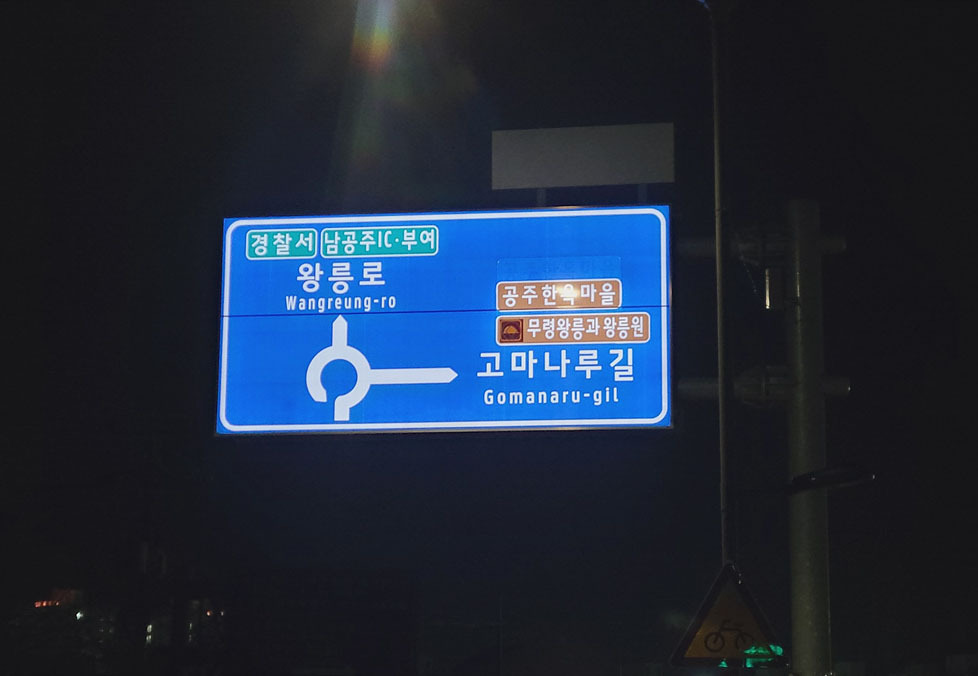 경찰서 남공주IC·부여
왕릉로
Wangreung-ro
공주한옥마을
무령왕릉과 왕릉원
고마나루길
Gomanaru-gil